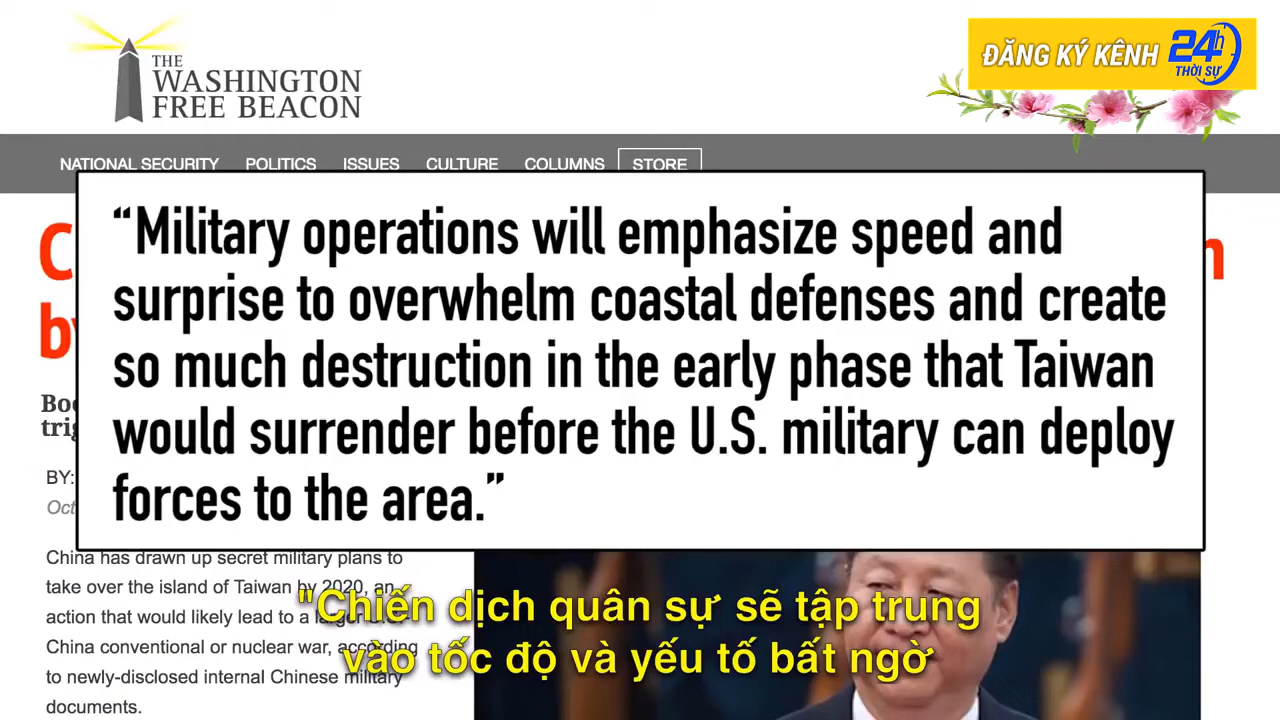 THE
WASHINGTON
FREE BEACON
ĐĂNG KÝ KÊNH 24h
THỜI SỰ
NATIONAL SECURITY POLITICS ISSUES CULTURE COLUMNS STORE
“Military operations will emphasize speed and
surprise to overwhelm coastal defenses and create
so much destruction in the early phase that Taiwan
would surrender before the U.S. military can deploy
forces to the area.”
BY:
China has drawn up secret military plans to
take over the island of Taiwan by 2020, an
action that would likely lead to a
China conventional or nuclear war, according
to newly-disclosed internal Chinese military
documents.
"Chiến dịch quân sự sẽ tập trung
vào tốc độ và yếu tố bất ngờ